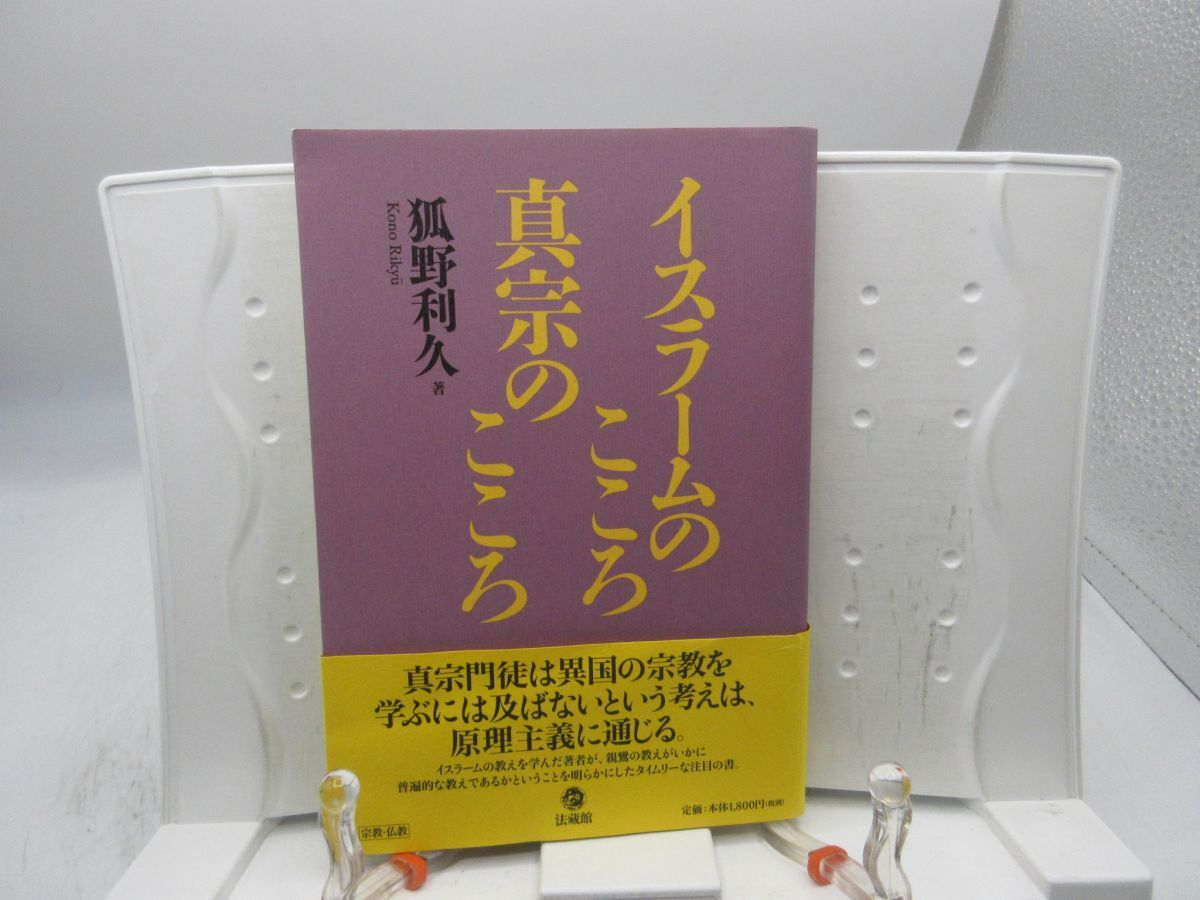 イスラームの
こころ
真宗の
こころ
狐野利久 著
Kono Rikyū
真宗門徒は異国の宗教を
学ぶには及ばないという考えは、
原理主義に通じる。
イスラームの教えを学んだ著者が、親鸞の教えがいかに
普遍的な教えであるかということを明らかにしたタイムリーな注目の書。
法藏館
定価:本体1,800円(税別)
宗教・仏教